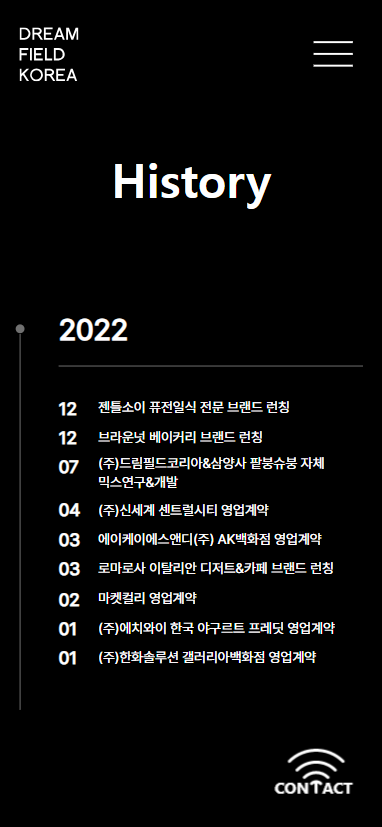 DREAM
FIELD
KOREA
History
2022
12 젠틀소이 퓨전일식 전문 브랜드 런칭
12 브라운넛 베이커리 브랜드 런칭
07 (주)드림필드코리아&삼양사 팥붕슈붕 자체
믹스연구&개발
04 (주)신세계 센트럴시티 영업계약
03 에이케이에스앤디(주) AK백화점 영업계약
03 로마로사 이탈리안 디저트&카페 브랜드 런칭
02 마켓컬리 영업계약
01 (주)에치와이 한국 야구르트 프레딧 영업계약
01 (주)한화솔루션 갤러리아백화점 영업계약
CONTACT